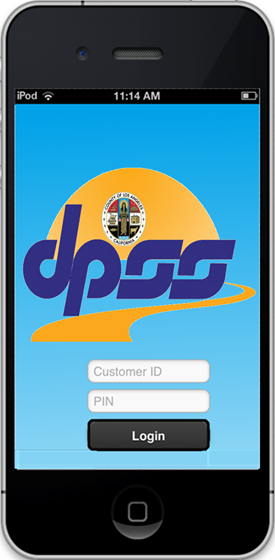 iPod 11:14 AM
COUNTY OF LOS ANGELES
CALIFORNIA
dpss
Customer ID
PIN
Login